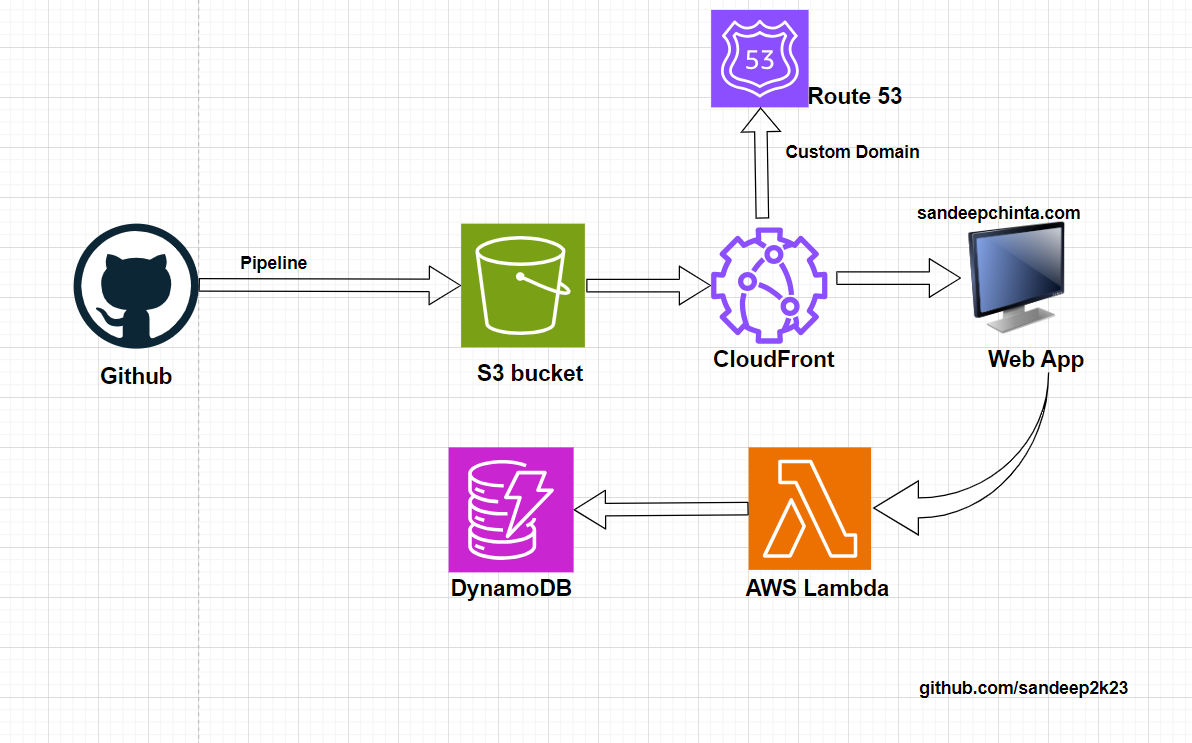 53
Route 53
Custom Domain
sandeepchinta.com
Pipeline
Github
S3 bucket
CloudFront
Web App
DynamoDB
AWS Lambda
github.com/sandeep2k23